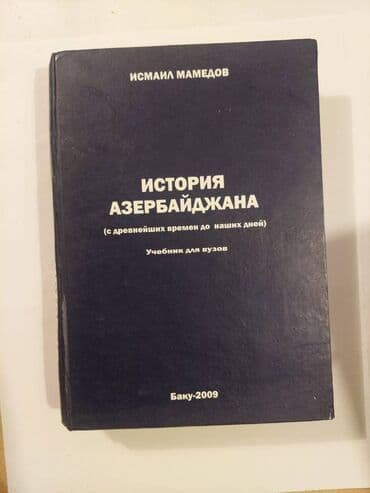 ИСМАИЛ МАМЕДОВ
ИСТОРИЯ
АЗЕРБАЙДЖАНА
(с древнейших времен до наших дней)
Учебник для вузов
Баку-2009